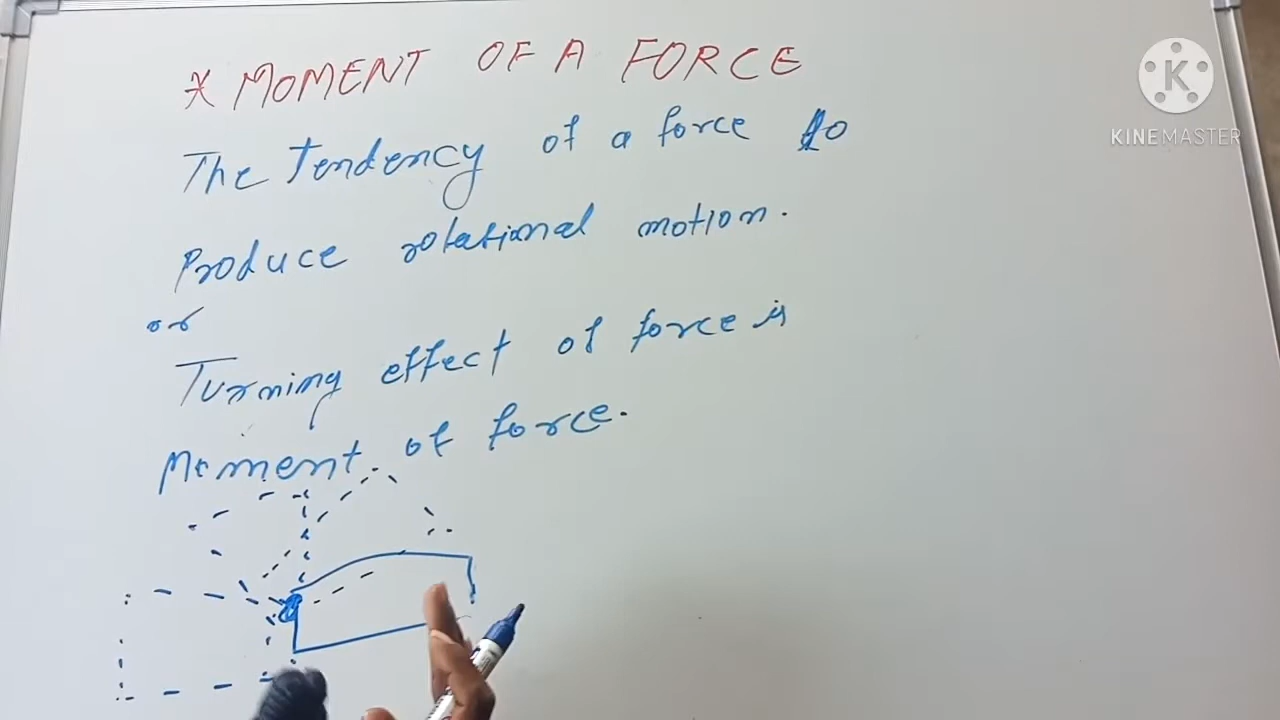 * MOMENT OF A FORCE
The Tendency of a force to
Produce rotational motion.
or
Turning effect of force is
Moment of force.
K
KINEMASTER